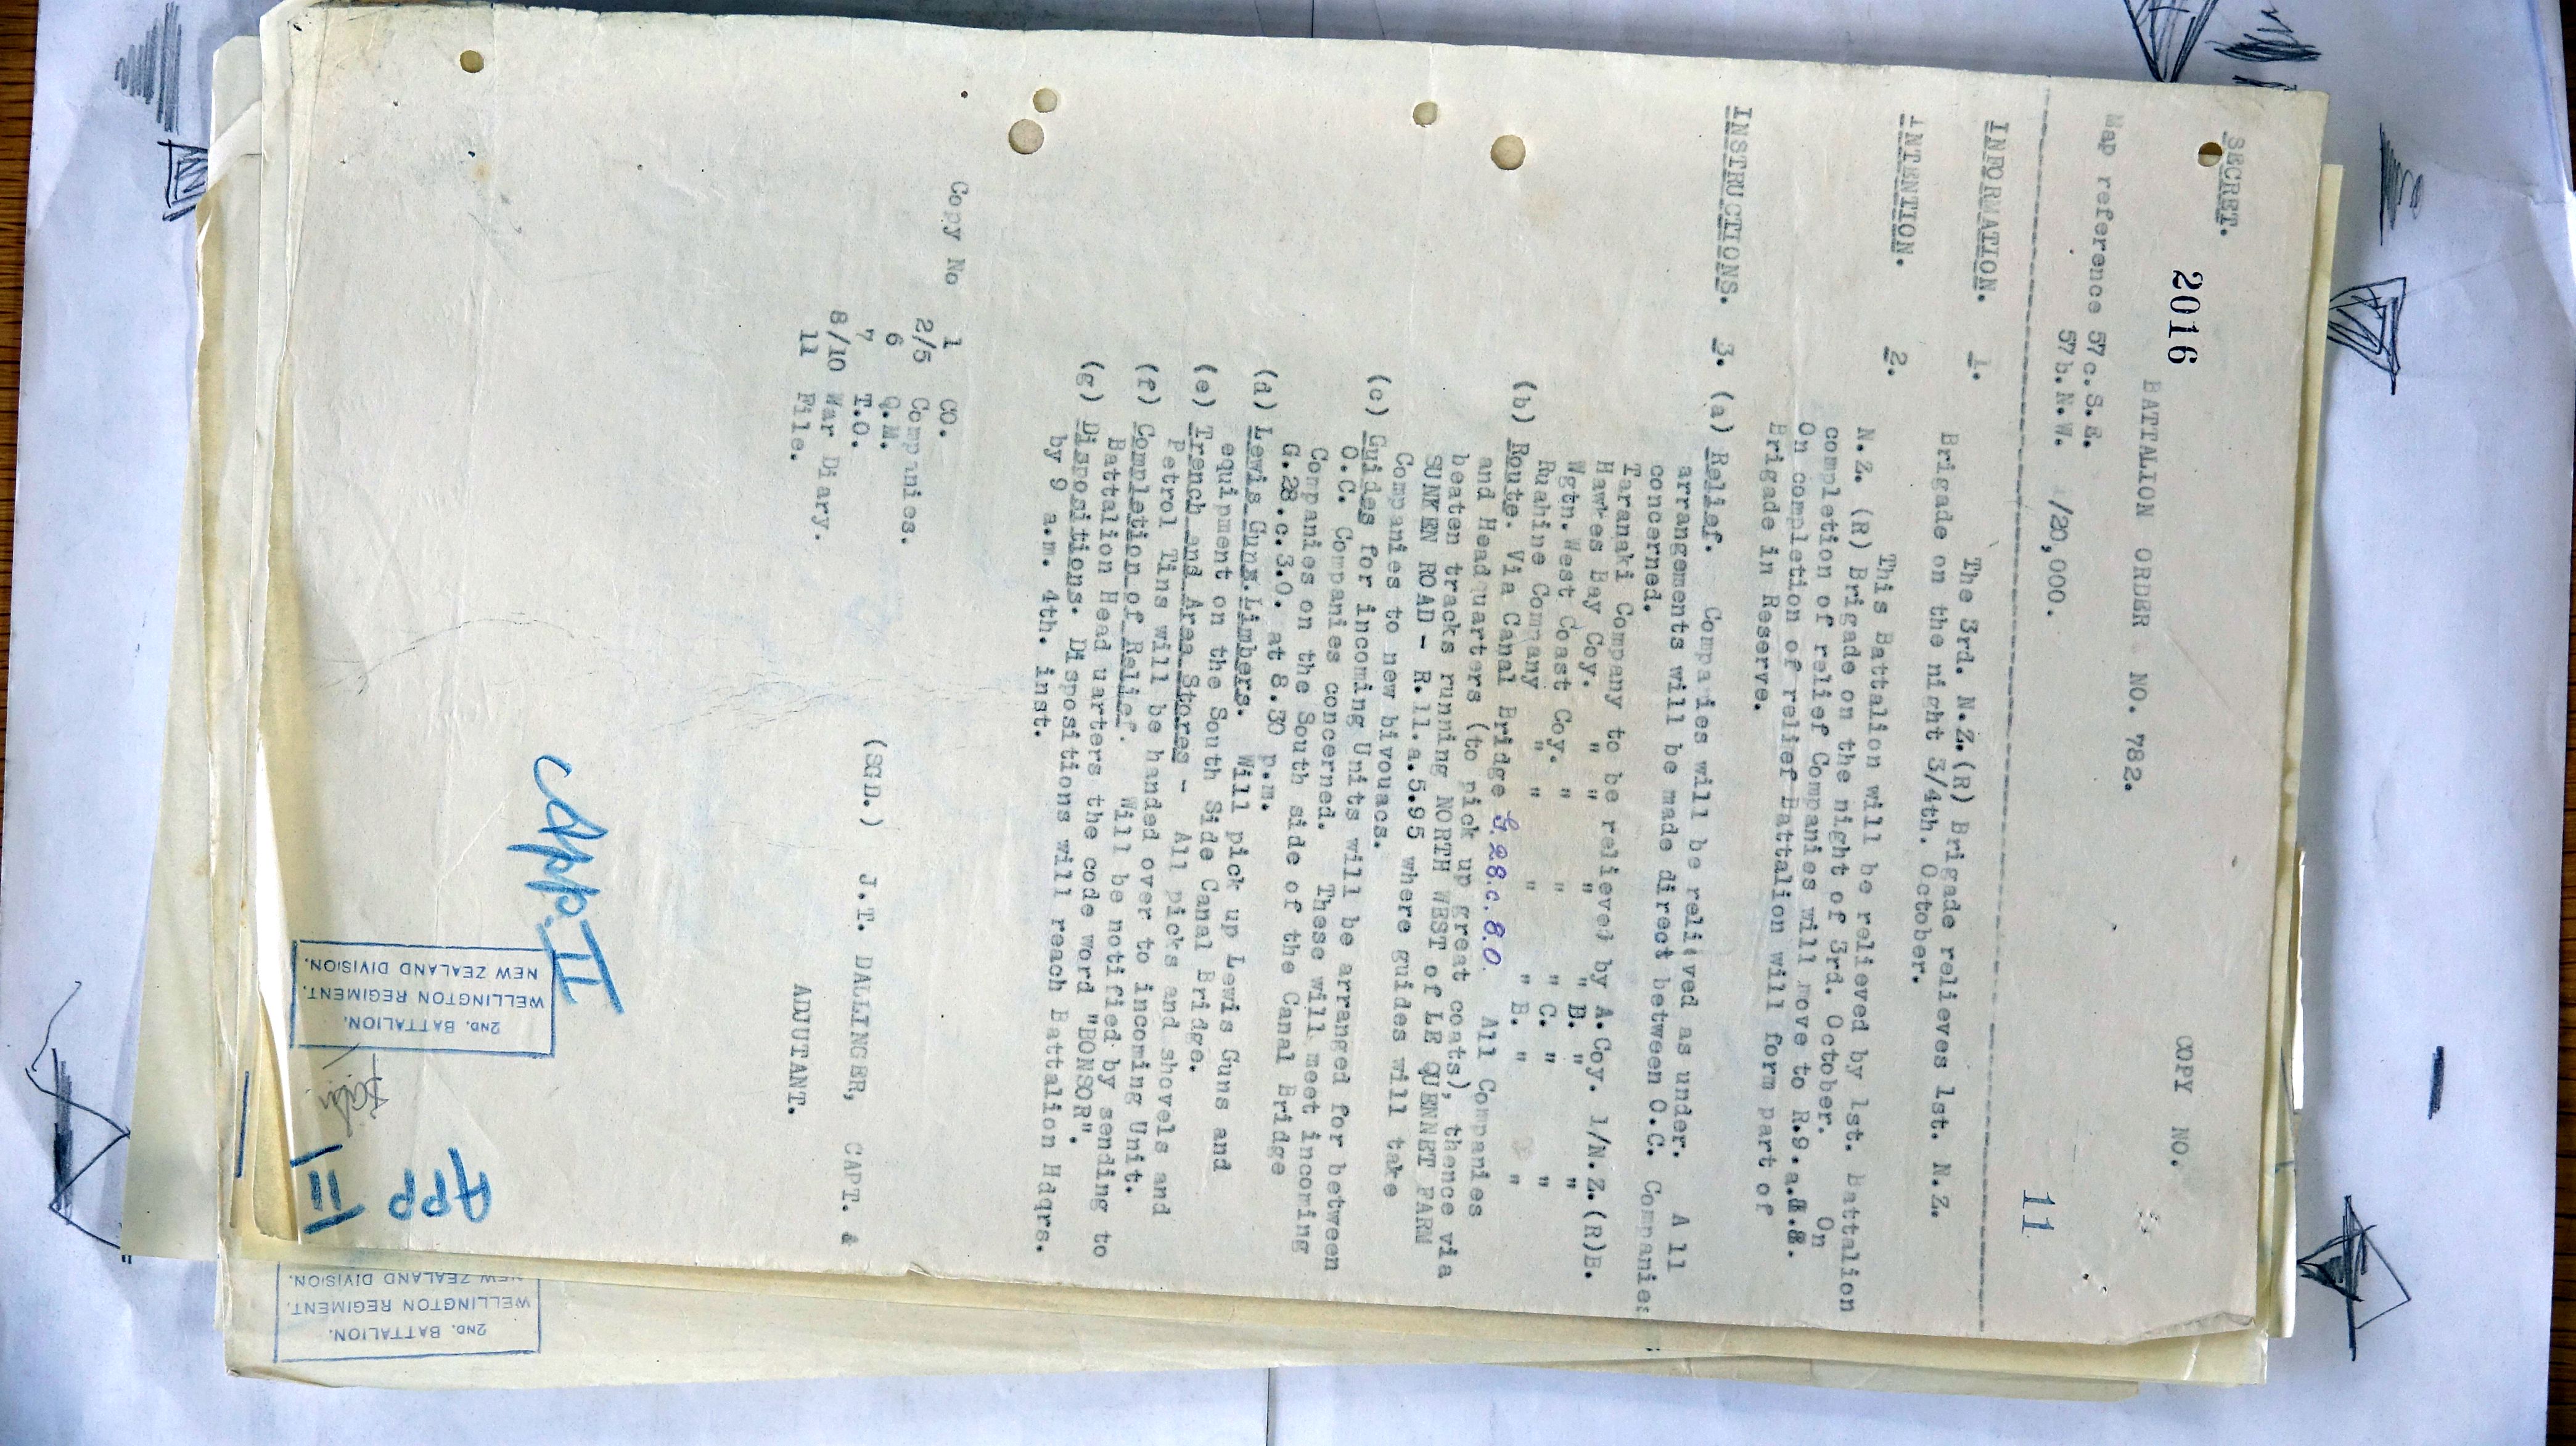 SECRET.
2016
BATTALION ORDER NO. 782.
COPY NO.
Map reference 57c.S.E.
57b.N.W. /20,000.
11
INFORMATION. 1. The 3rd. N.Z.(R) Brigade relieves 1st. N.Z.
Brigade on the night 3/4th. October.
INTENTION. 2. This Battalion will be relieved by 1st. Battalion
N.Z. (R) Brigade on the night of 3rd. October. On
completion of relief Companies will move to R.9.a.8.8.
On completion of relief Battalion will form part of
Brigade in Reserve.
INSTRUCTIONS. 3. (a) Relief. Companies will be relieved as under. All
arrangements will be made direct between O.C. Companies
concerned.
Taranaki Company to be relieved by A.Coy. 1/N.Z.(R)B.
Hawkes Bay Coy. " " " " D. " "
Wgtn.West Coast Coy. " " " " C. " "
Ruahine Company " " " " B. " "
(b) Route. Via Canal Bridge G.28.c.8.0. All Companies
and Headquarters (to pick up great coats), thence via
beaten tracks running NORTH WEST of LE QUENNET FARM
SUNKEN ROAD - R.11.a.5.95 where guides will take
Companies to new bivouacs.
(c) Guides for incoming Units will be arranged for between
O.C. Companies concerned. These will meet incoming
Companies on the South side of the Canal Bridge
G.28.c.3.0. at 8.30 p.m.
(d) Lewis Guns.Limbers. Will pick up Lewis Guns and
equipment on the South Side Canal Bridge.
(e) Trench and Area Stores - All picks and shovels and
Petrol Tins will be handed over to incoming Unit.
(f) Completion of Relief. Will be notified by sending to
Battalion Headquarters the code word "BONSOR".
(g) Dispositions. Dispositions will reach Battalion Hdqrs.
by 9 a.m. 4th. inst.
Copy No 1 CO.
2/5 Companies.
6 Q.M.
7 T.O.
8/10 War Diary.
11 File.
(SGD.) J.T. DALLINGER, CAPT. &
ADJUTANT.
App. II
2ND. BATTALION.
WELLINGTON REGIMENT.
NEW ZEALAND DIVISION.
APP II
2ND. BATTALION.
WELLINGTON REGIMENT.
NEW ZEALAND DIVISION.